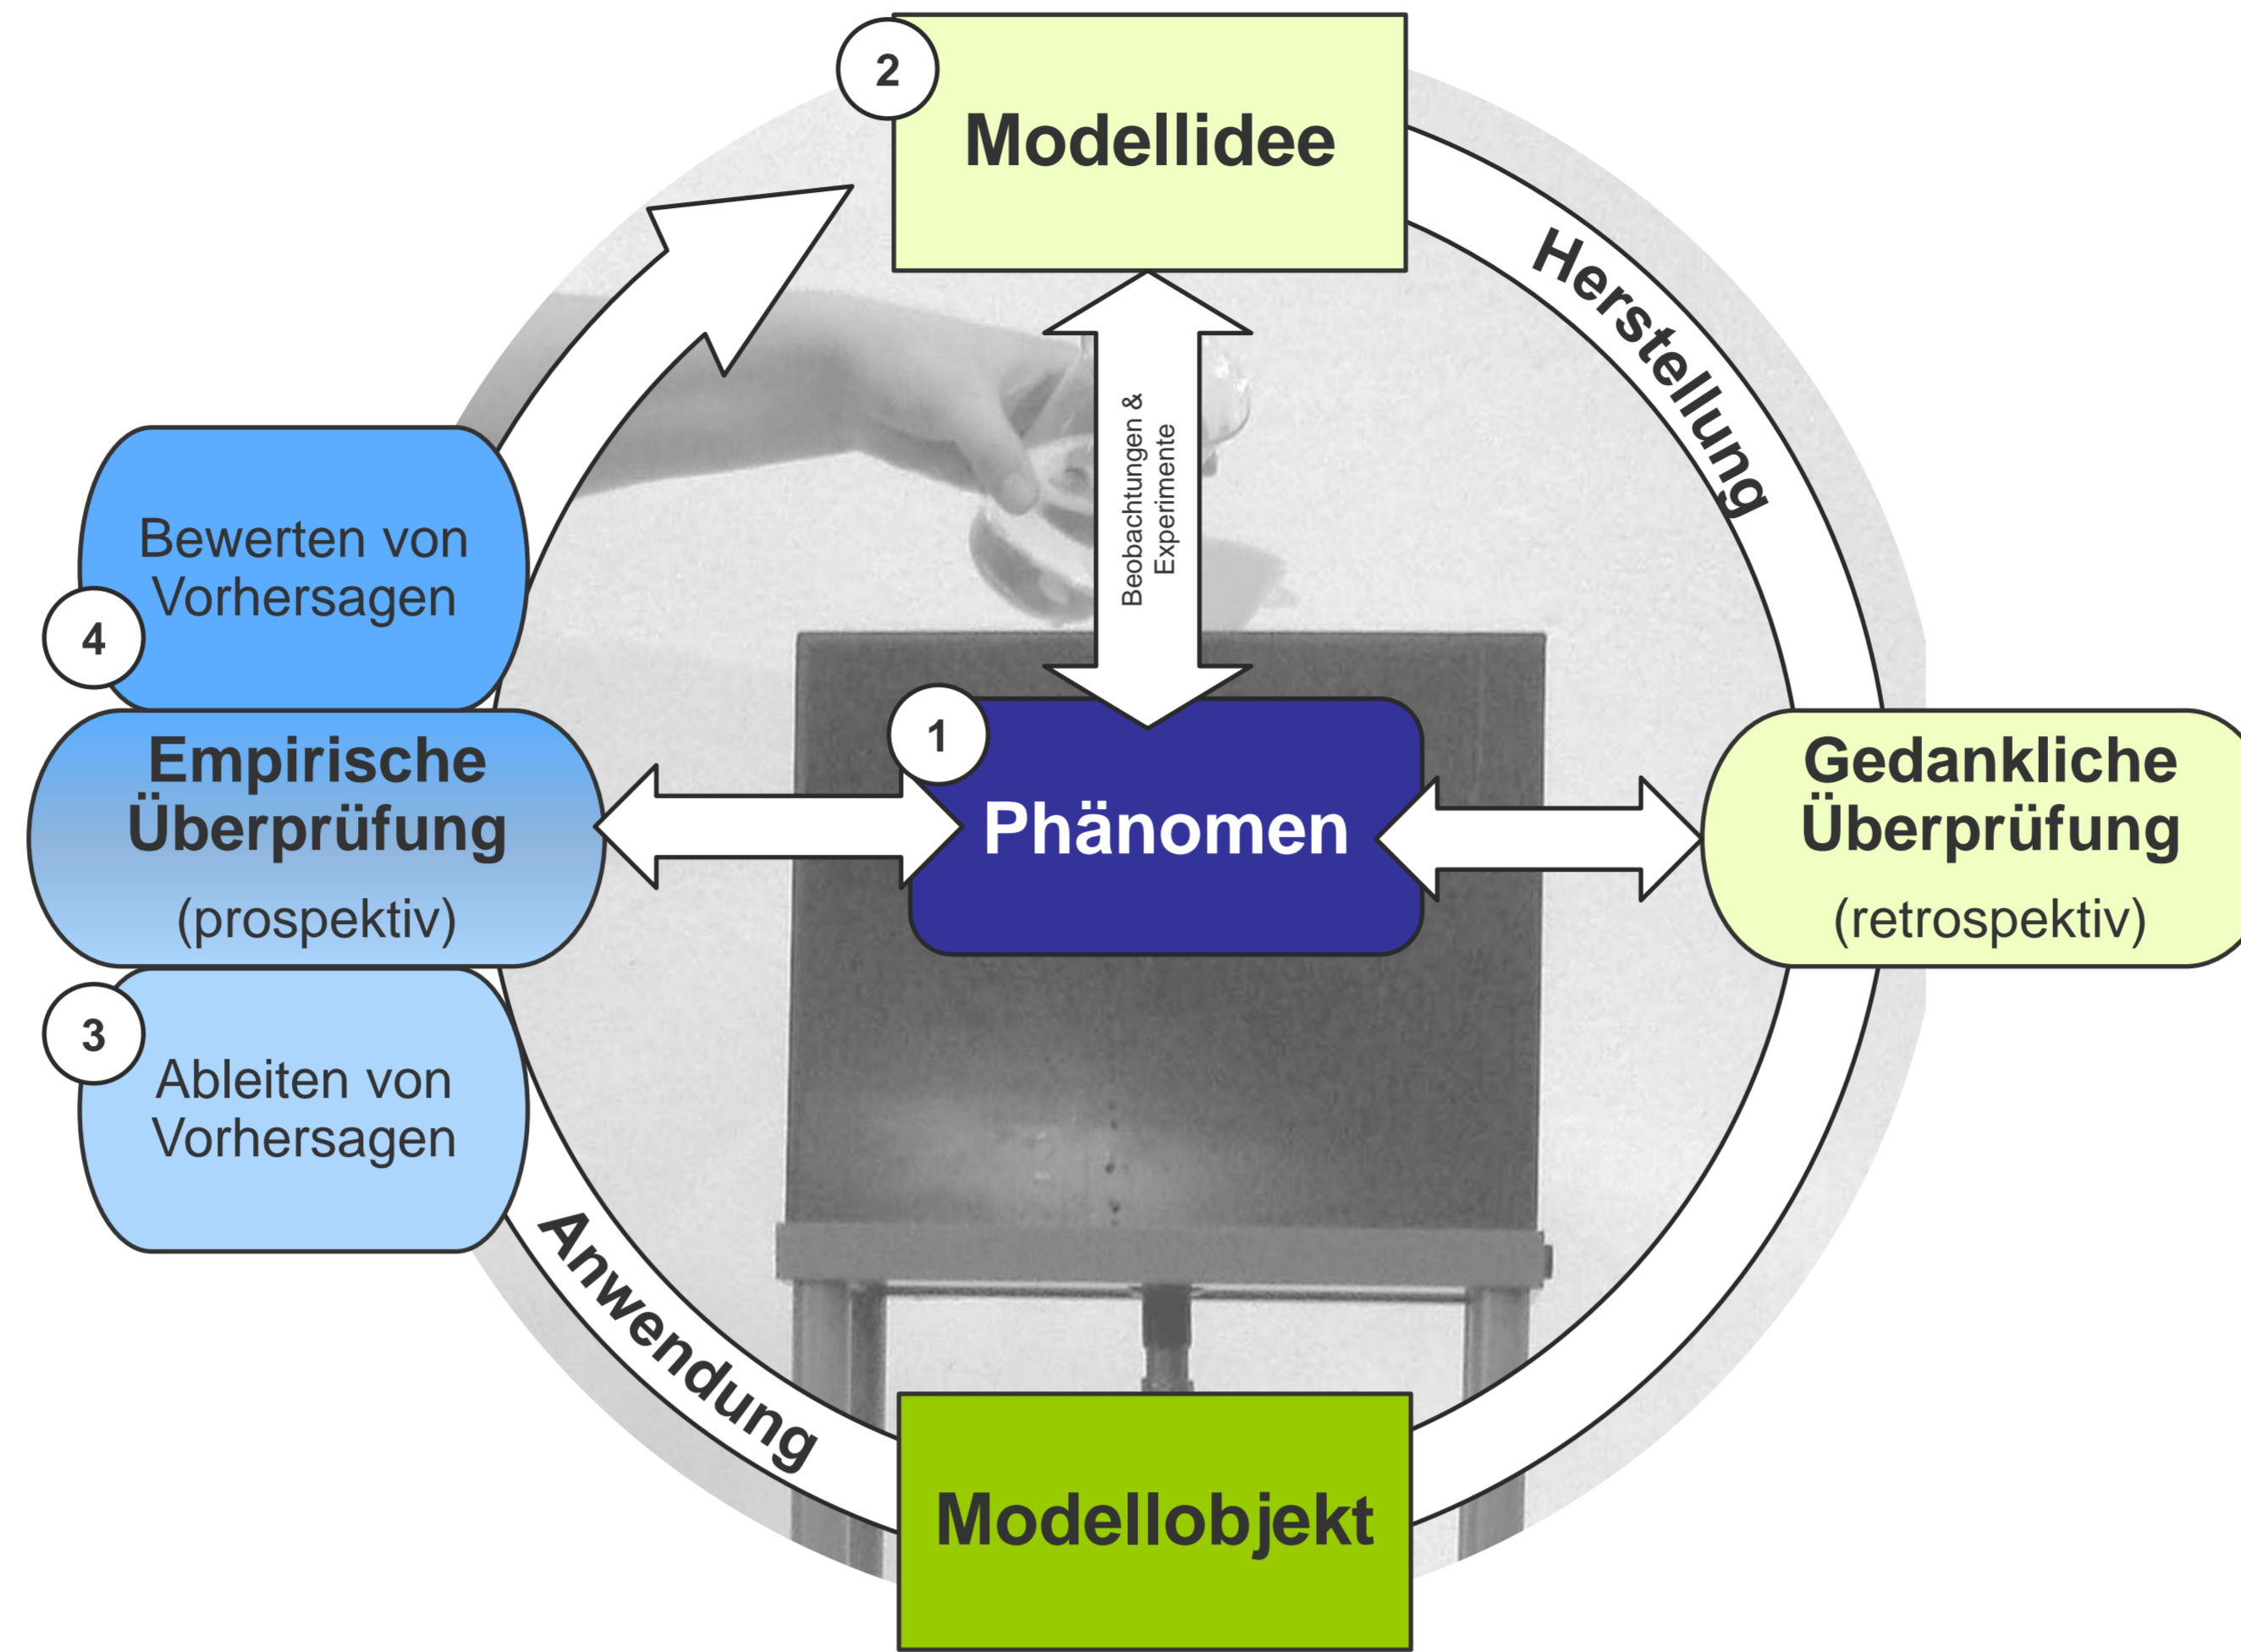 2
Modellidee
Herstellung
Beobachtungen &
Experimente
Bewerten von
Vorhersagen
4
Empirische
Überprüfung
(prospektiv)
1
Phänomen
Gedankliche
Überprüfung
(retrospektiv)
3
Ableiten von
Vorhersagen
Anwendung
Modellobjekt